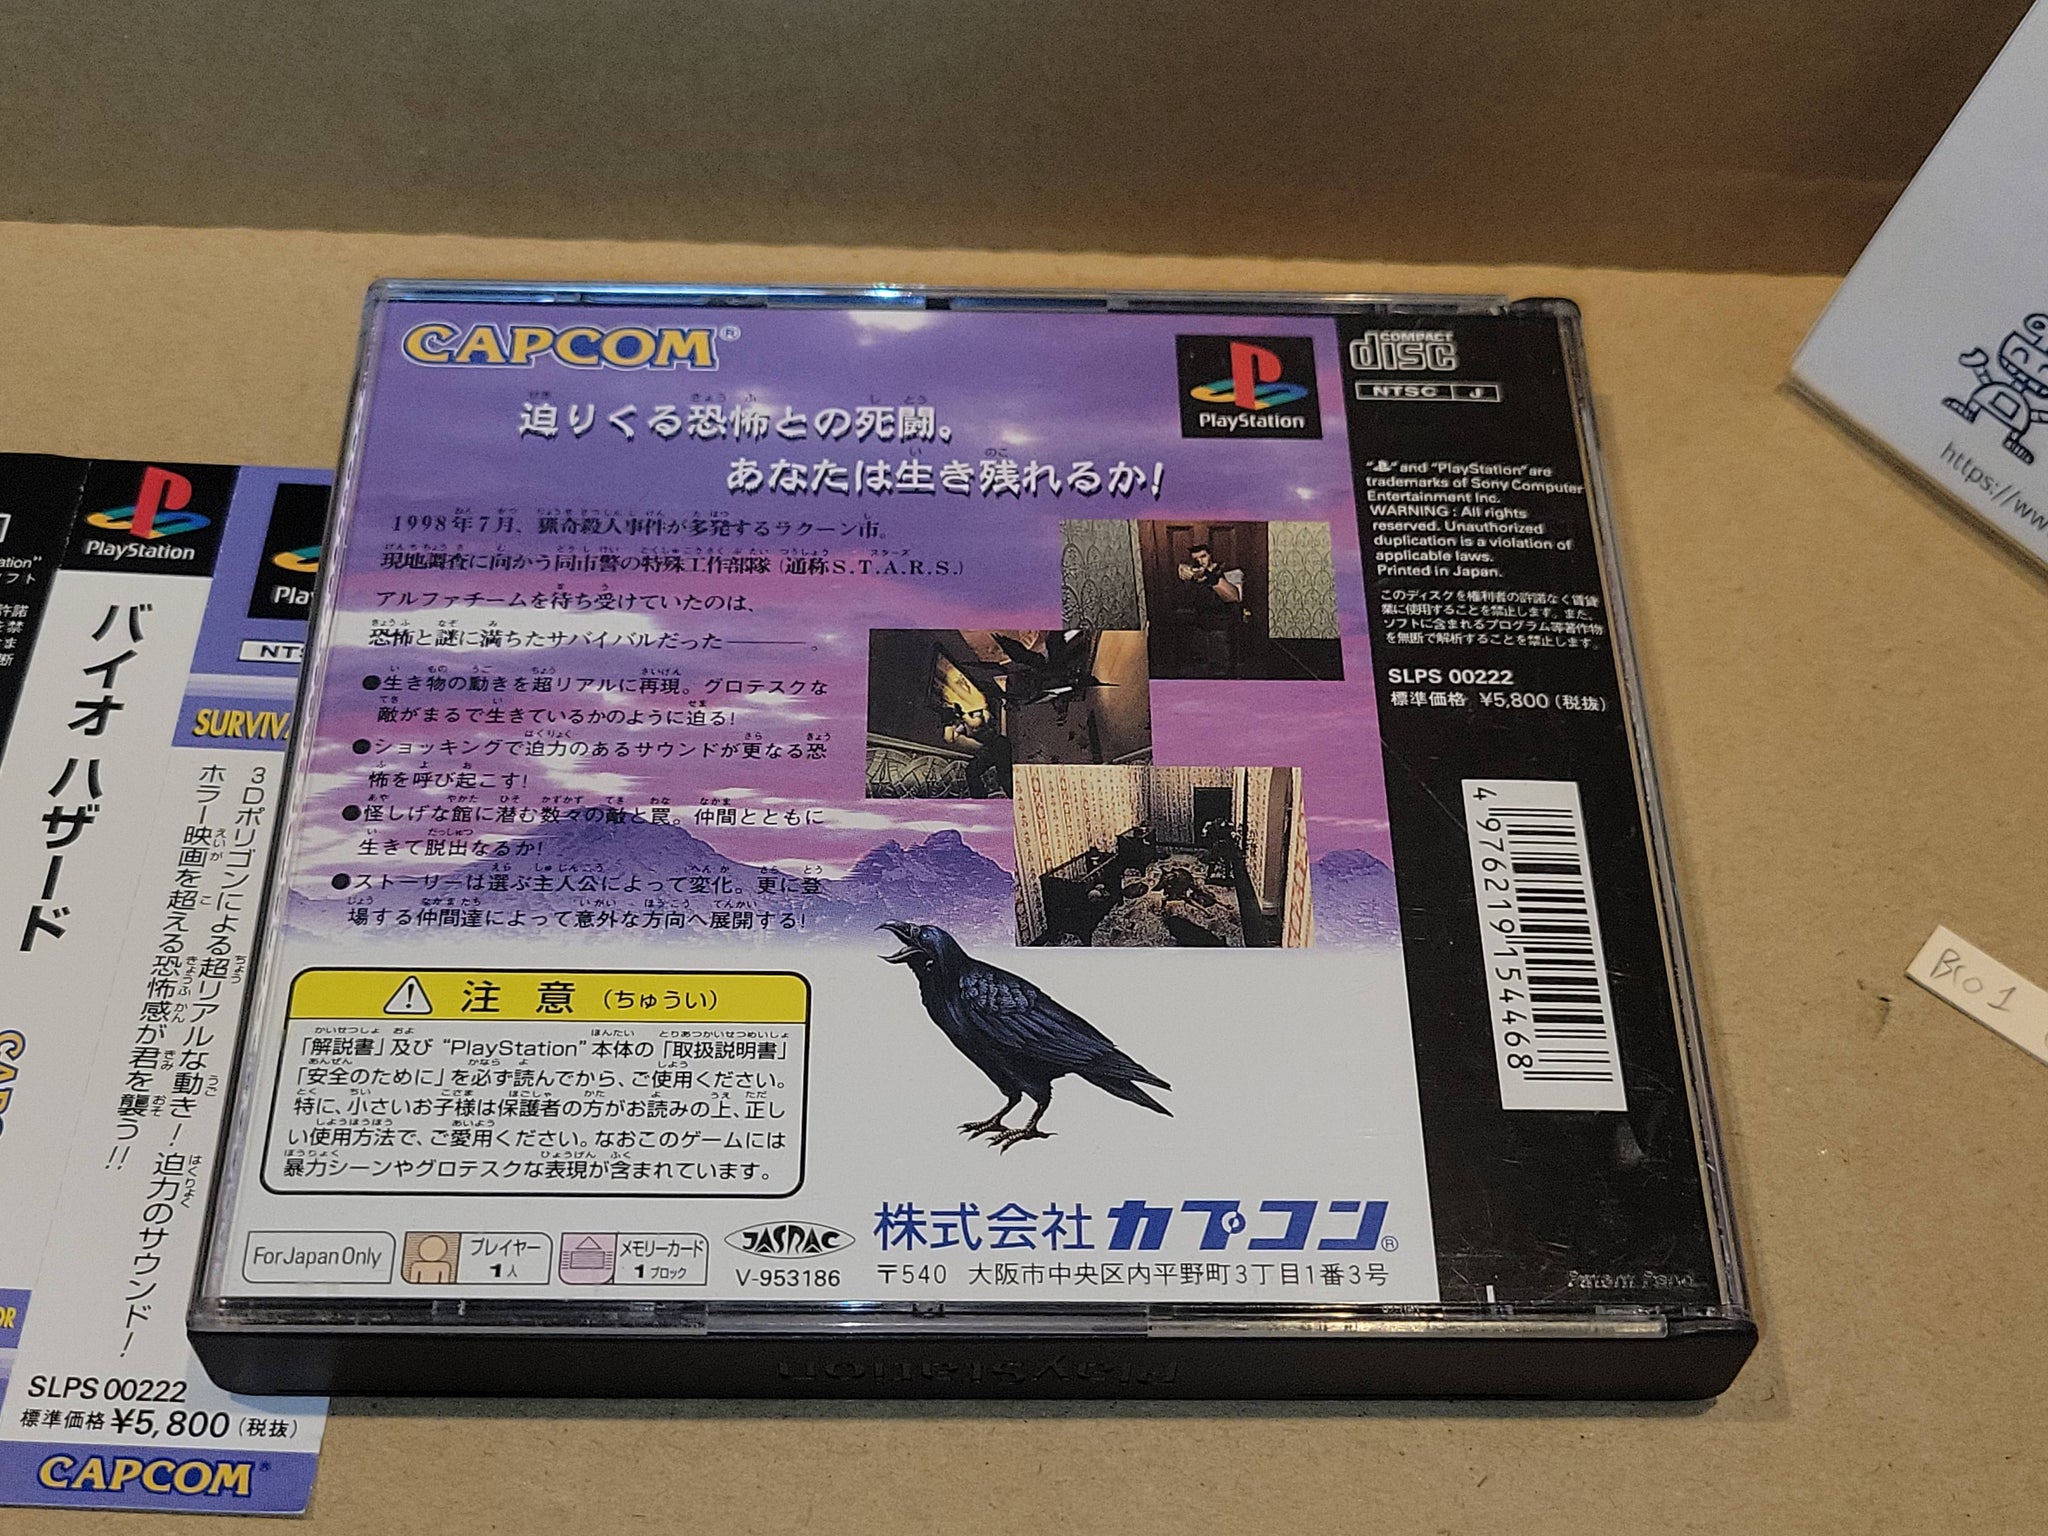 CAPCOM®
迫りくる恐怖との死闘。
あなたは生き残れるか!
1998年7月、猟奇殺人事件が多発するラクーン市。
現地調査に向かう同市警の特殊工作部隊(通称S.T.A.R.S.)
アルファチームを待ち受けていたのは、
恐怖と謎に満ちたサバイバルだった———。
●生き物の動きを超リアルに再現。グロテスクな
敵がまるで生きているかのように迫る!
●ショッキングで迫力のあるサウンドが更なる恐
怖を呼び起こす!
●怪しげな館に潜む数々の敵と罠。仲間とともに
生きて脱出なるか!
●ストーリーは選ぶ主人公によって変化。更に登
場する仲間達によって意外な方向へ展開する!
注意(ちゅうい)
「解説書」及び“PlayStation”本体の「取扱説明書」
「安全のために」を必ず読んでから、ご使用ください。
特に、小さいお子様は保護者の方がお読みの上、正し
い使用方法で、ご愛用ください。なおこのゲームには
暴力シーンやグロテスクな表現が含まれています。
For Japan Only
プレイヤー
1人
メモリーカード
1ブロック
JASRAC
V-953186
株式会社カプコン®
〒540 大阪市中央区内平野町3丁目1番3号
PlayStation
COMPACT
disc
NTSC J
“PS” and “PlayStation” are
trademarks of Sony Computer
Entertainment Inc.
WARNING : All rights
reserved. Unauthorized
duplication is a violation of
applicable laws.
Printed in Japan.
このディスクを権利者の許諾なく賃貸
業に使用することを禁止します。また、
ソフトに含まれるプログラム等著作物
を無断で解析することを禁止します。
SLPS 00222
標準価格 ¥5,800(税抜)
4 976219 154468
PlayStation
PlayStation
バイオ ハザード
3Dポリゴンによる超リアルな動き!迫力のサウンド!
ホラー映画を超える恐怖感が君を襲う!!
SLPS 00222
標準価格¥5,800(税抜)
CAPCOM®
https://ww